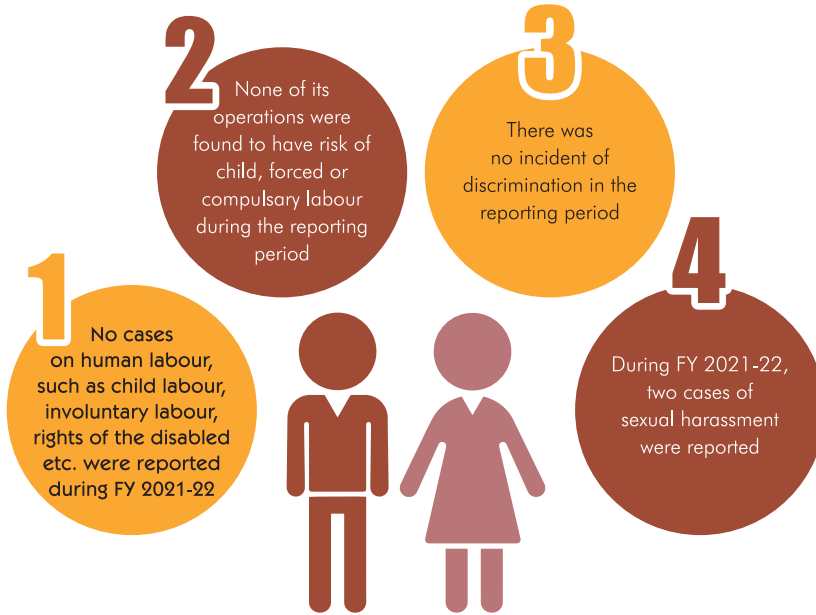 1
No cases
on human labour,
such as child labour,
involuntary labour,
rights of the disabled
etc. were reported
during FY 2021-22
2
None of its
operations were
found to have risk of
child, forced or
compulsary labour
during the reporting
period
3
There was
no incident of
discrimination in the
reporting period
4
During FY 2021-22,
two cases of
sexual harassment
were reported